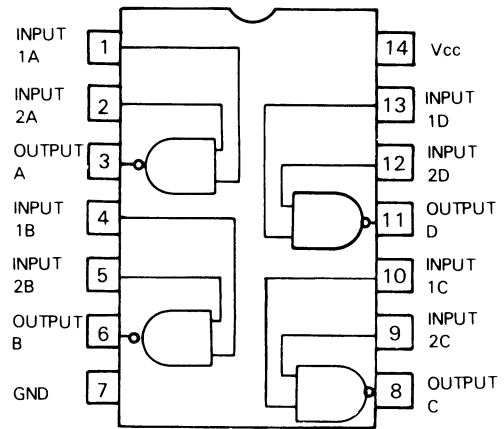 INPUT
1A
1
INPUT
2A
2
OUTPUT
A
3
INPUT
1B
4
INPUT
2B
5
OUTPUT
B
6
GND
7
14
Vcc
13
INPUT
1D
12
INPUT
2D
11
OUTPUT
D
10
INPUT
1C
9
INPUT
2C
8
OUTPUT
C